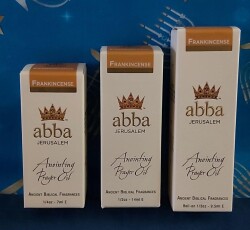 FRANKINCENSE
abba
JERUSALEM
Anointing
Prayer Oil
ANCIENT BIBLICAL FRAGRANCES
FRANKINCENSE
abba
JERUSALEM
Anointing
Prayer Oil
ANCIENT BIBLICAL FRAGRANCES
FRANKINCENSE
abba
JERUSALEM
Anointing
Prayer Oil
ANCIENT BIBLICAL FRAGRANCES